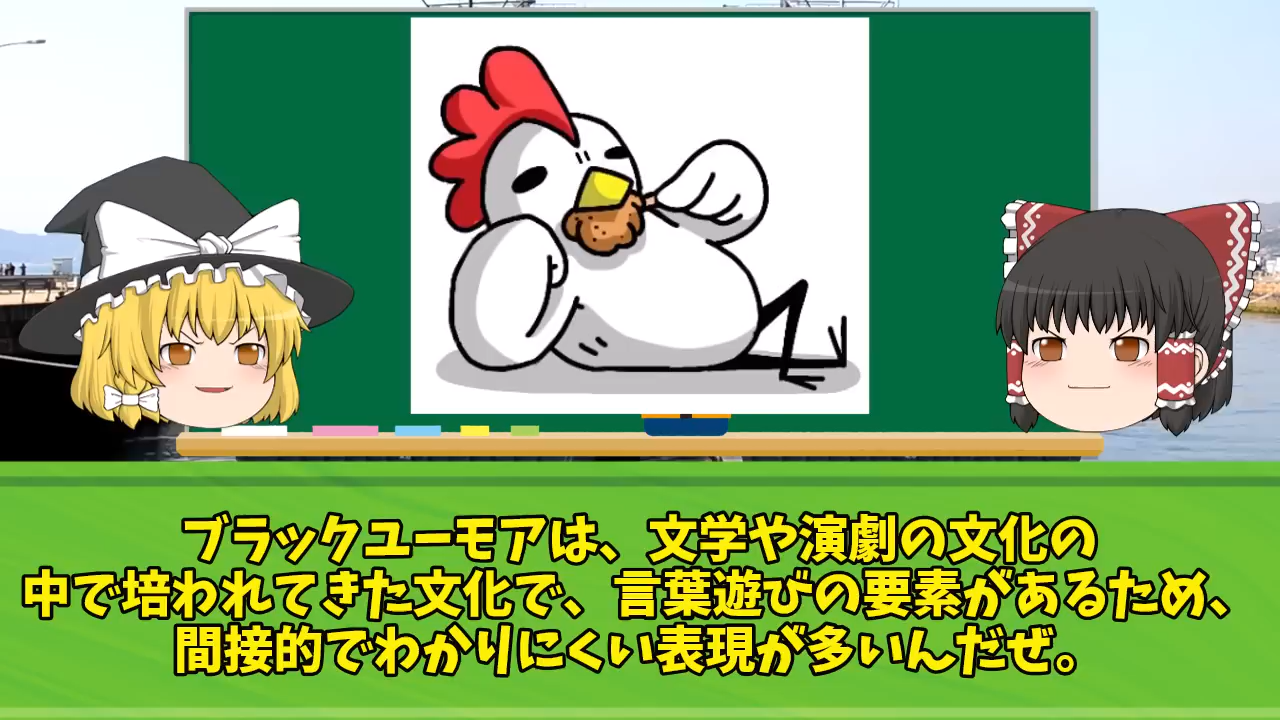 ブラックユーモアは、文学や演劇の文化の
中で培われてきた文化で、言葉遊びの要素があるため、
間接的でわかりにくい表現が多いんだぜ。